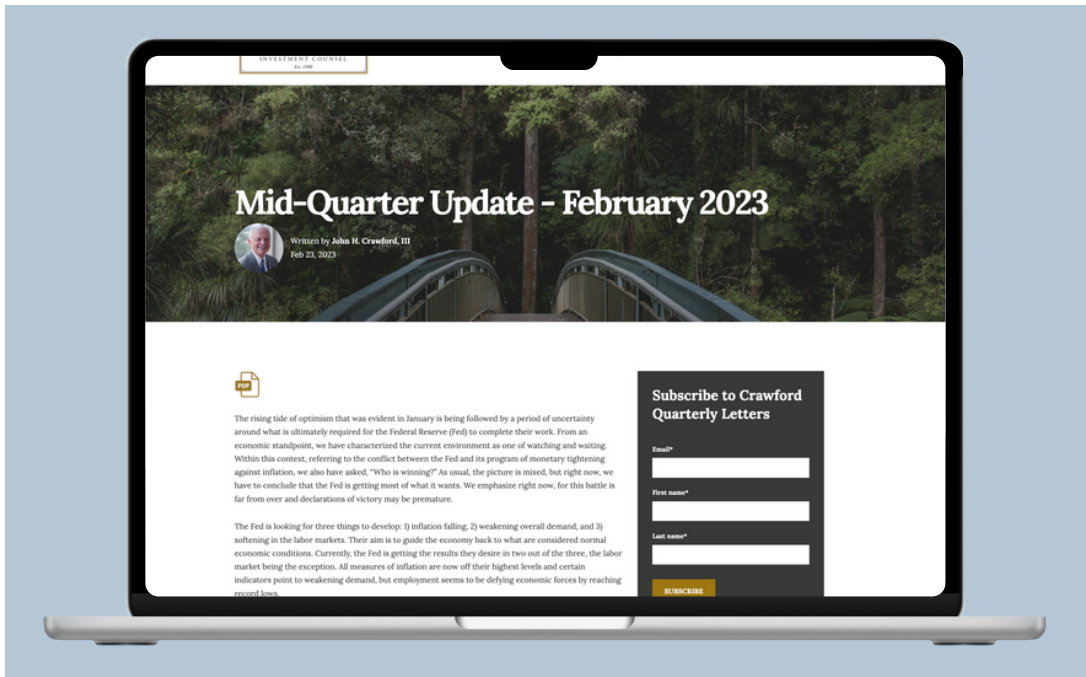 INVESTMENT COUNSEL
Est. 1980
Mid-Quarter Update - February 2023
Written by John H. Crawford, III
Feb 23, 2023
PDF
The rising tide of optimism that was evident in January is being followed by a period of uncertainty
around what is ultimately required for the Federal Reserve (Fed) to complete their work. From an
economic standpoint, we have characterized the current environment as one of watching and waiting.
Within this context, referring to the conflict between the Fed and its program of monetary tightening
against inflation, we also have asked, "Who is winning?" As usual, the picture is mixed, but right now, we
have to conclude that the Fed is getting most of what it wants. We emphasize right now, for this battle is
far from over and declarations of victory may be premature.
The Fed is looking for three things to develop: 1) inflation falling, 2) weakening overall demand, and 3)
softening in the labor markets. Their aim is to guide the economy back to what are considered normal
economic conditions. Currently, the Fed is getting the results they desire in two out of the three, the labor
market being the exception. All measures of inflation are now off their highest levels and certain
indicators point to weakening demand, but employment seems to be defying economic forces by reaching
record lows.
Subscribe to Crawford
Quarterly Letters
Email*
First name*
Last name*
SUBSCRIBE